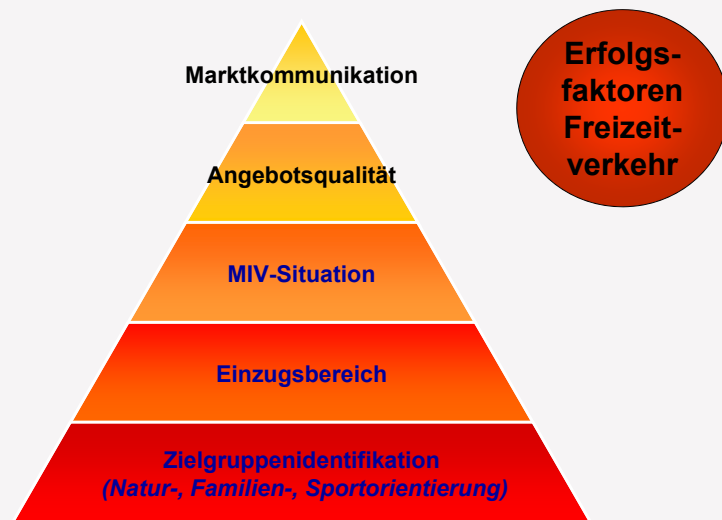 Erfolgs-
faktoren
Freizeit-
verkehr
Marktkommunikation
Angebotsqualität
MIV-Situation
Einzugsbereich
Zielgruppenidentifikation
(Natur-, Familien-, Sportorientierung)